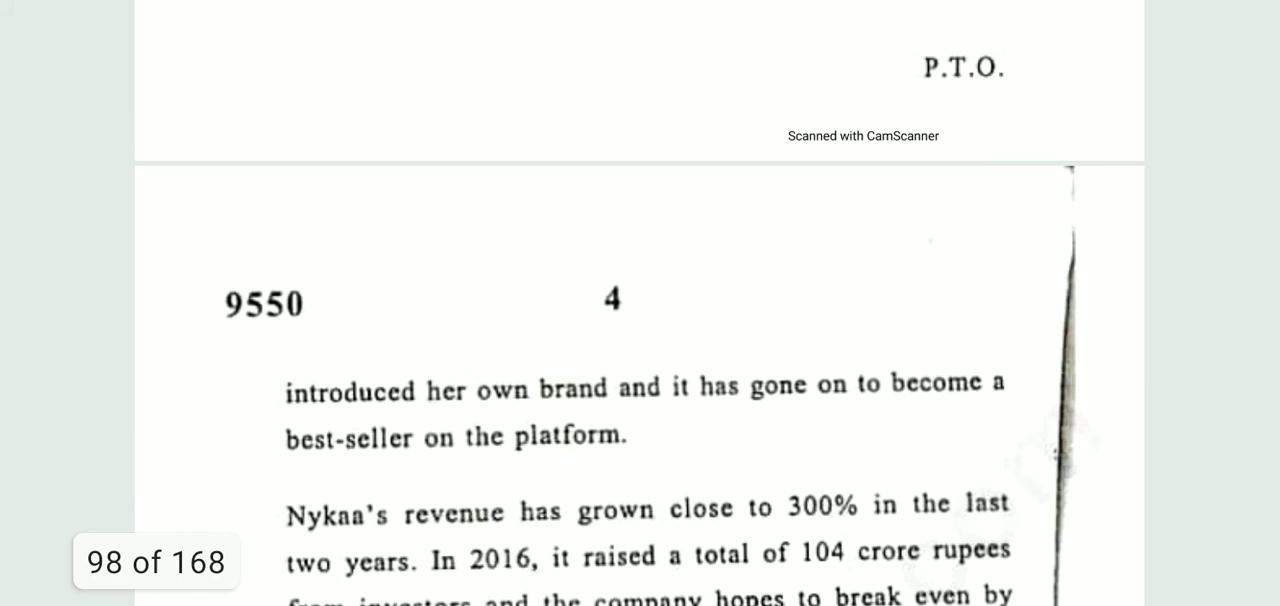 P.T.O.
Scanned with CamScanner
9550 4
introduced her own brand and it has gone on to become a
best-seller on the platform.
Nykaa's revenue has grown close to 300% in the last
two years. In 2016, it raised a total of 104 crore rupees
from investors and the company hopes to break even by
98 of 168